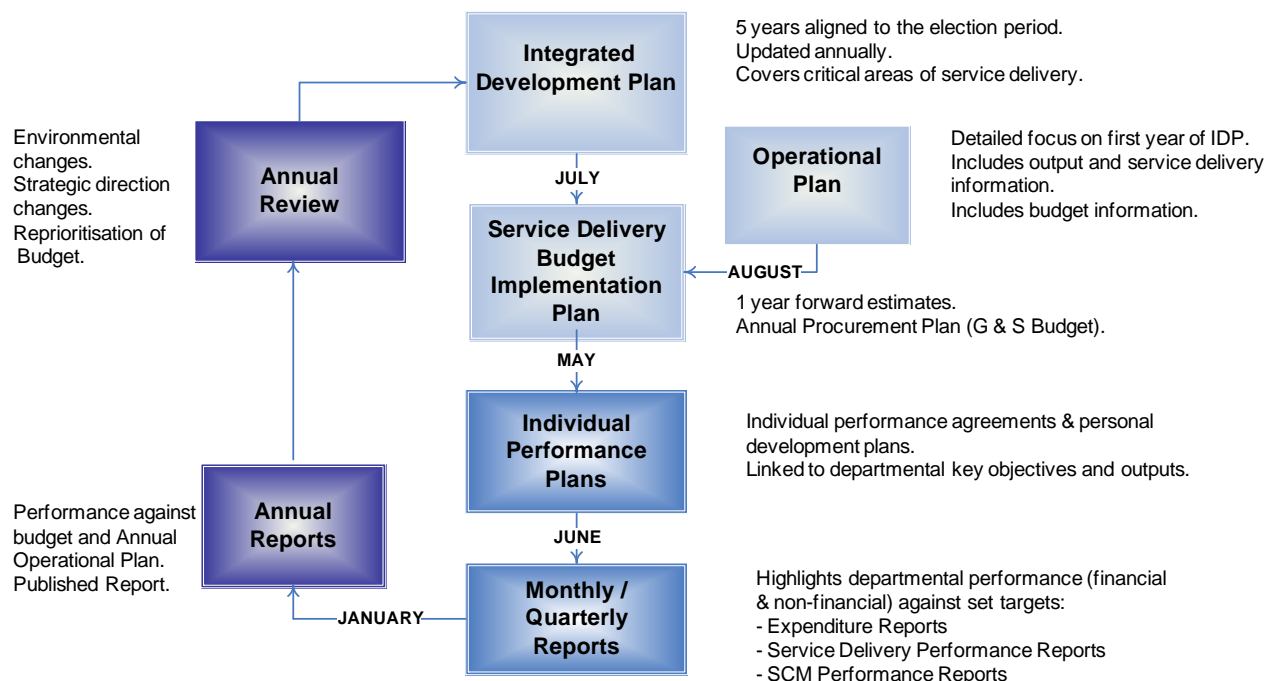 Integrated
Development Plan
5 years aligned to the election period.
Updated annually.
Covers critical areas of service delivery.
Environmental
changes.
Strategic direction
changes.
Reprioritisation of
Budget.
Annual
Review
JULY
Operational
Plan
Detailed focus on first year of IDP.
Includes output and service delivery
information.
Includes budget information.
Service Delivery
Budget
Implementation
Plan
AUGUST
1 year forward estimates.
Annual Procurement Plan (G & S Budget).
MAY
Individual
Performance
Plans
Individual performance agreements & personal
development plans.
Linked to departmental key objectives and outputs.
Performance against
budget and Annual
Operational Plan.
Published Report.
Annual
Reports
JUNE
Monthly /
Quarterly
Reports
JANUARY
Highlights departmental performance (financial
& non-financial) against set targets:
- Expenditure Reports
- Service Delivery Performance Reports
- SCM Performance Reports